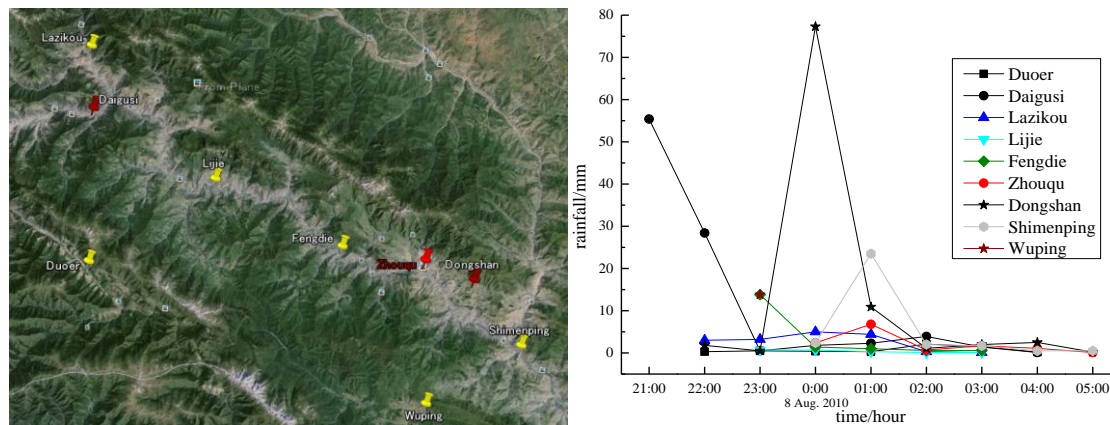 Lazikou
Daigusi
From Plane
Lijie
Fengdie
Duoer
Zhouqu
Dongshan
Shimenping
Wuping
80
70
60
50
40
30
20
10
0
rainfall/mm
Duoer
Daigusi
Lazikou
Lijie
Fengdie
Zhouqu
Dongshan
Shimenping
Wuping
21:00 22:00 23:00 0:00 01:00 02:00 03:00 04:00 05:00
8 Aug. 2010
time/hour